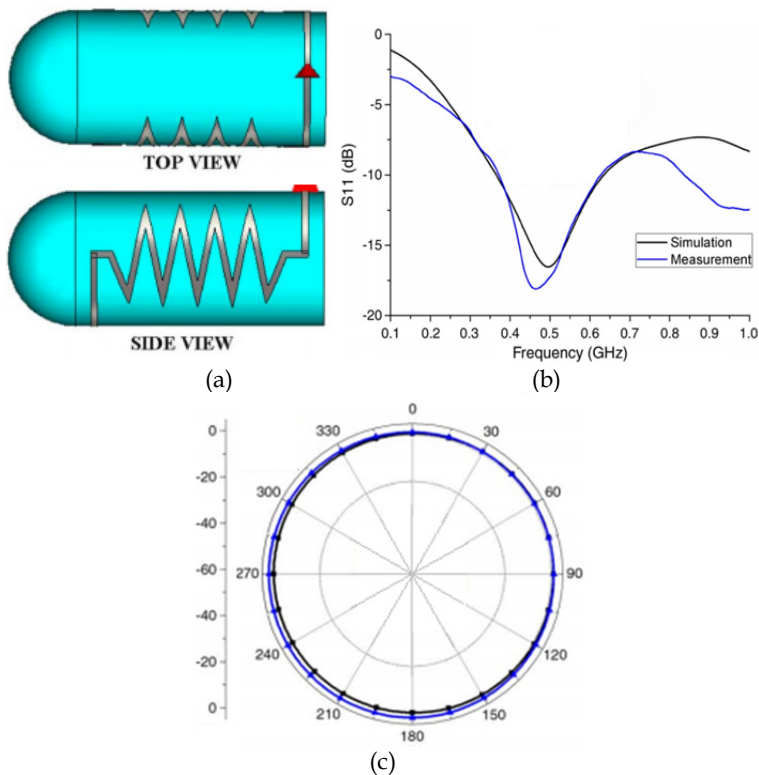 TOP VIEW
SIDE VIEW
(a)
0
-5
-10
-15
-20
S11 (dB)
0.1 0.2 0.3 0.4 0.5 0.6 0.7 0.8 0.9 1.0
Frequency (GHz)
Simulation
Measurement
(b)
0
-20
-40
-60
-40
-20
0
0
30
60
90
120
150
180
210
240
270
300
330
(c)